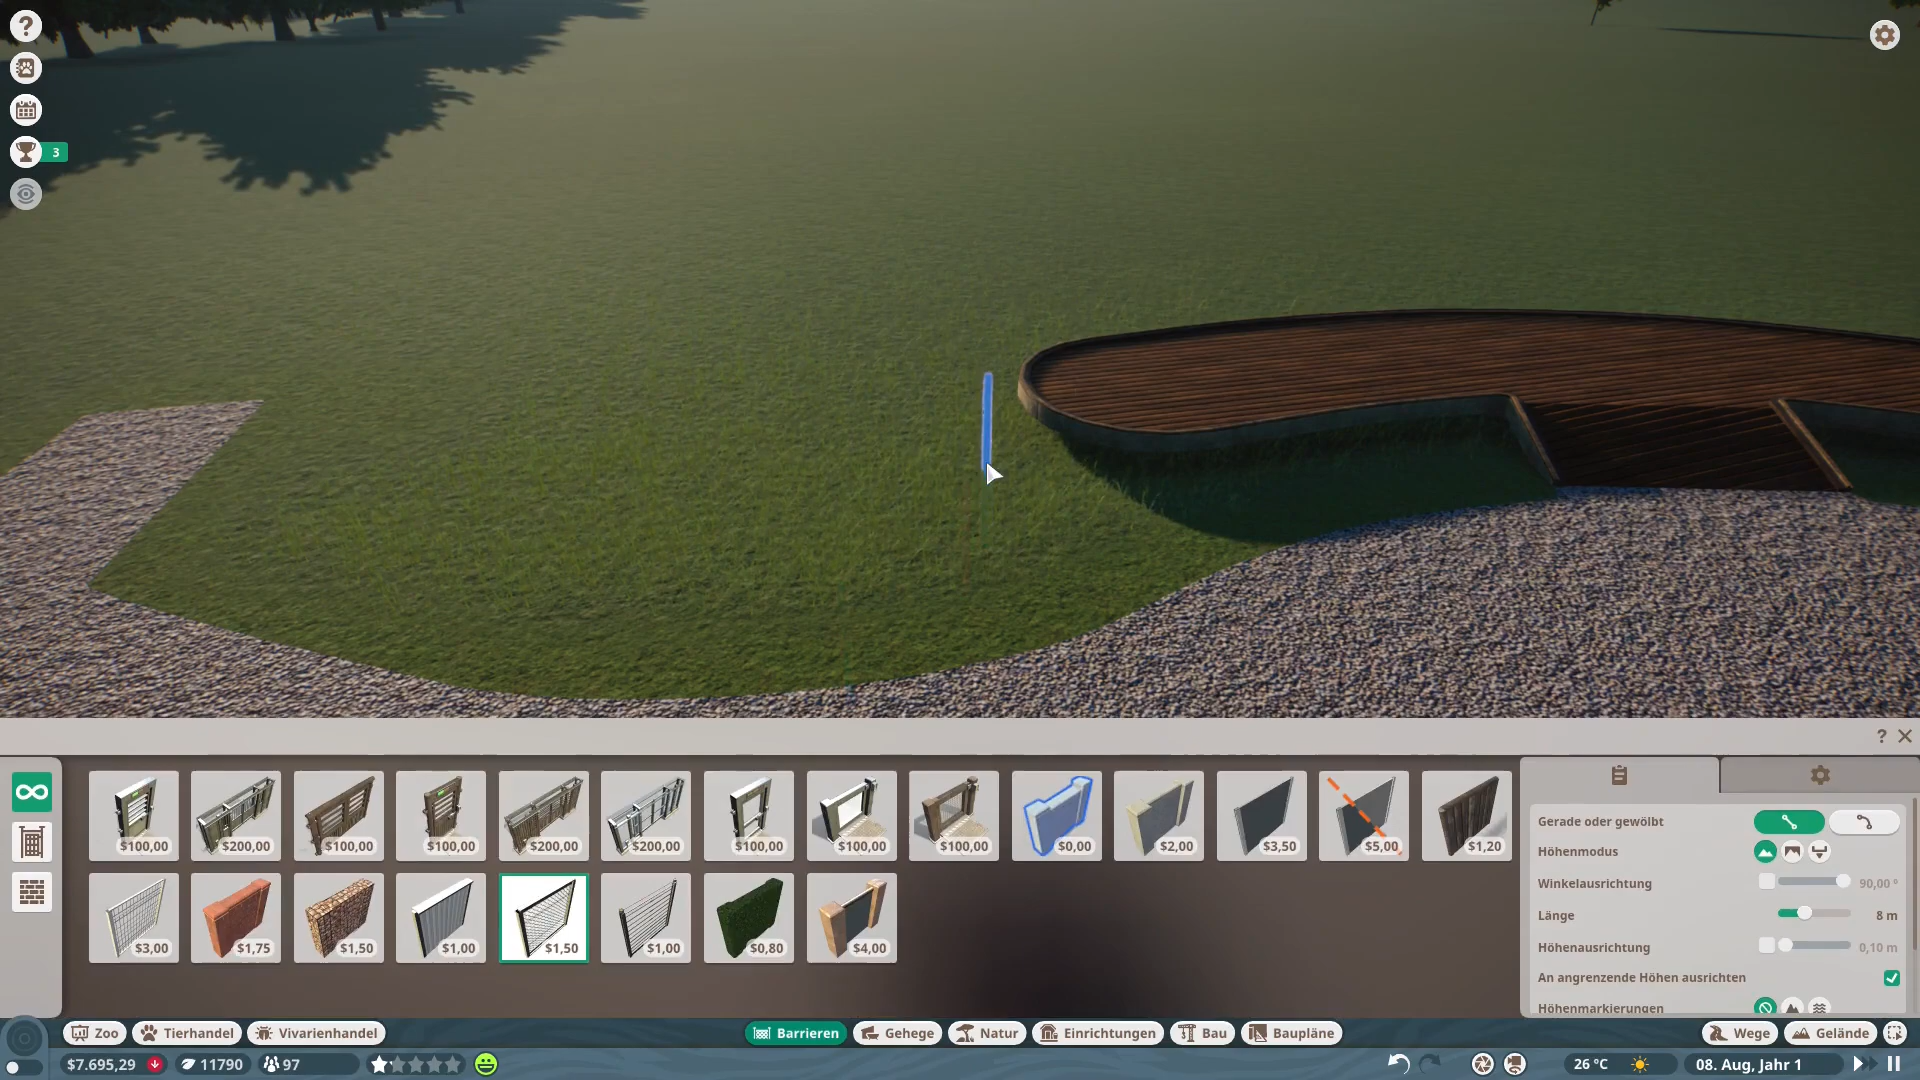 ?
3
?
$100,00
$200,00
$100,00
$100,00
$200,00
$200,00
$100,00
$100,00
$100,00
$0,00
$2,00
$3,50
$5,00
$1,20
$3,00
$1,75
$1,50
$1,00
$1,50
$1,00
$0,80
$4,00
Gerade oder gewölbt
Höhenmodus
Winkelausrichtung 90,00 °
Länge 8 m
Höhenausrichtung 0,10 m
An angrenzende Höhen ausrichten
Höhenmarkierungen
Zoo Tierhandel Vivarienhandel Barrieren Gehege Natur Einrichtungen Bau Baupläne Wege Gelände
$7.695,29 11790 97 26 °C 08. Aug, Jahr 1